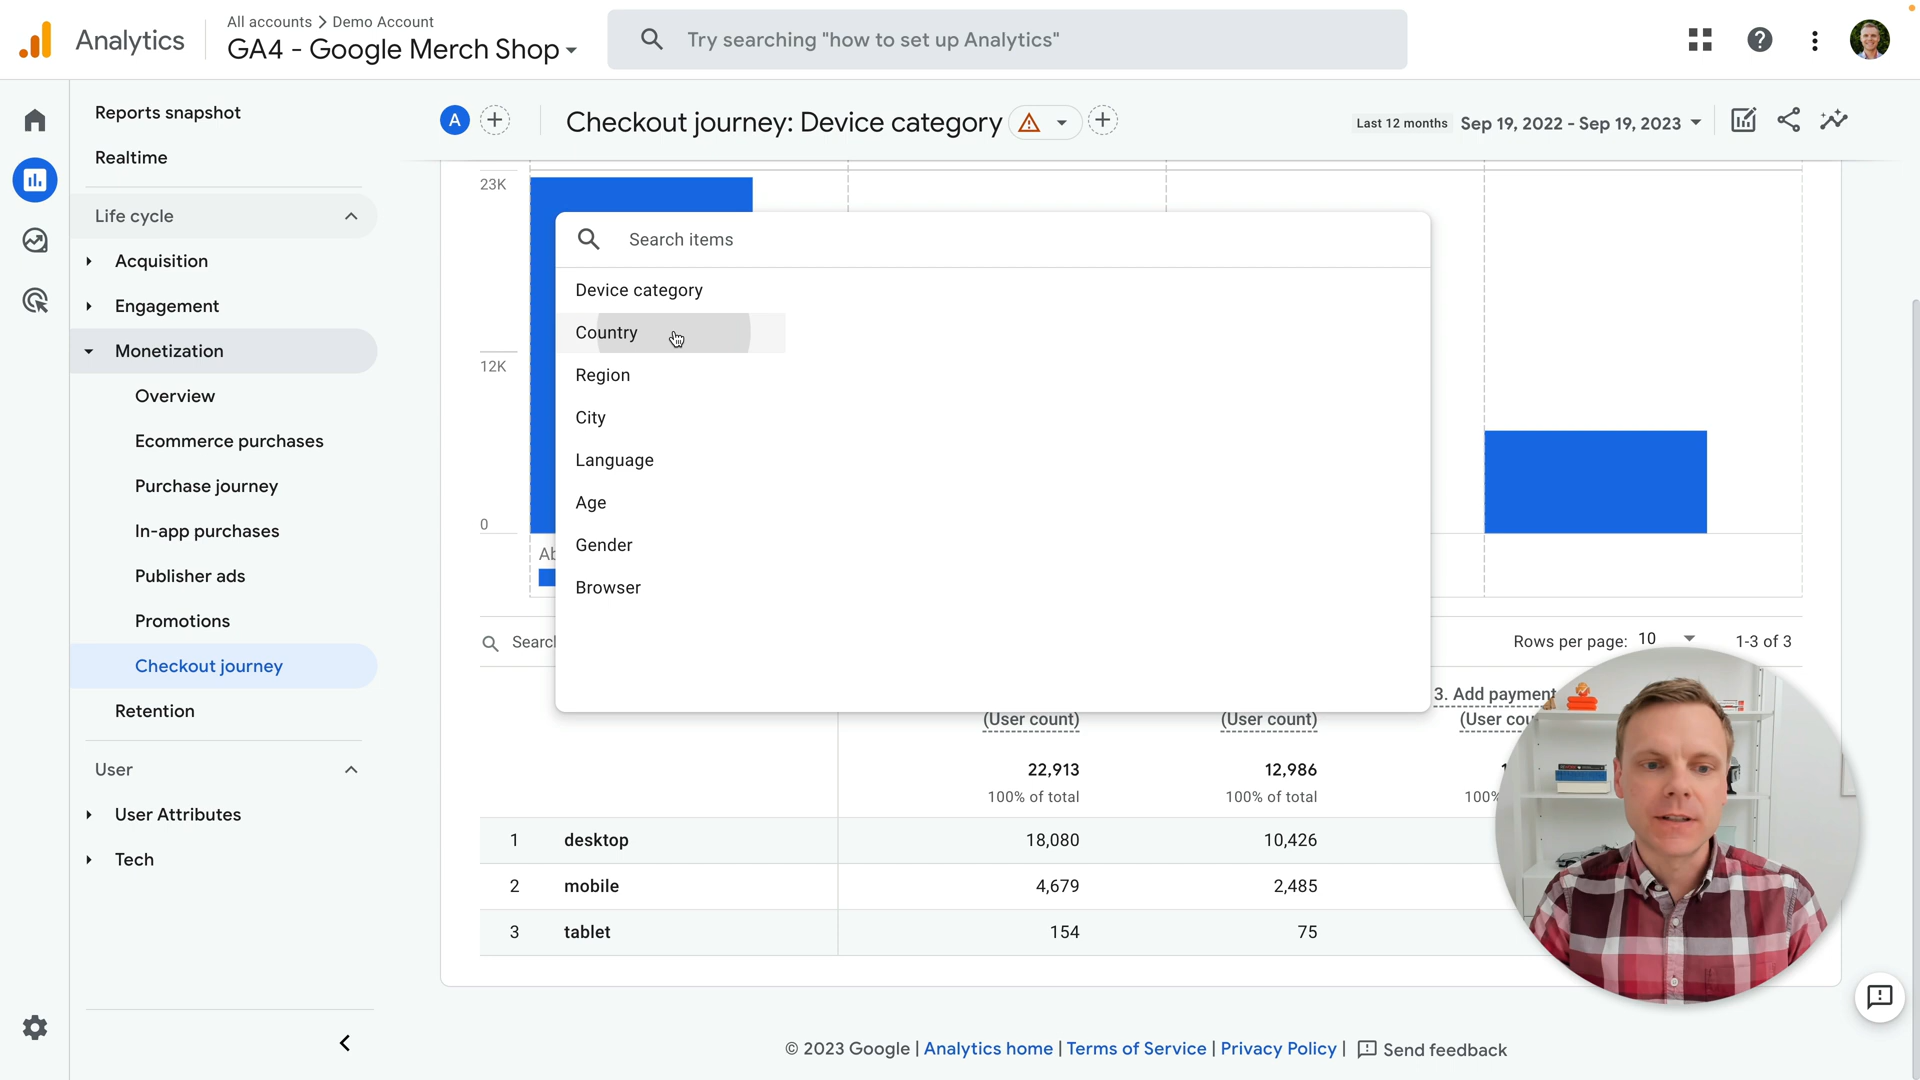 Analytics
All accounts > Demo Account
GA4 - Google Merch Shop
Try searching "how to set up Analytics"
Reports snapshot
Realtime
Life cycle
Acquisition
Engagement
Monetization
Overview
Ecommerce purchases
Purchase journey
In-app purchases
Publisher ads
Promotions
Checkout journey
Retention
User
User Attributes
Tech
A
Checkout journey: Device category
Last 12 months Sep 19, 2022 - Sep 19, 2023
23K
12K
0
Search items
Device category
Country
Region
City
Language
Age
Gender
Browser
Rows per page: 10 1-3 of 3
3. Add payment
(User count) (User count)
22,913 12,986
100% of total 100% of total
1 desktop 18,080 10,426
2 mobile 4,679 2,485
3 tablet 154 75
© 2023 Google | Analytics home | Terms of Service | Privacy Policy | Send feedback